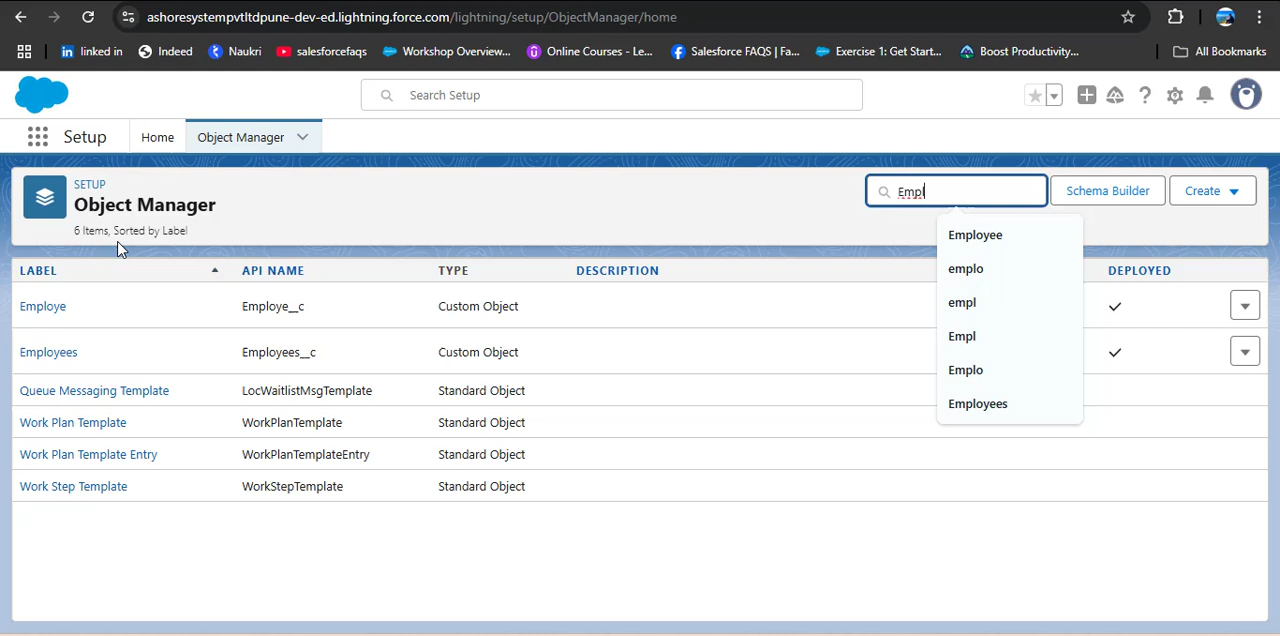 ashoresystempvtltdpune-dev-ed.lightning.force.com/lightning/setup/ObjectManager/home
linked in Indeed Naukri salesforcefaqs Workshop Overview... Online Courses - Le... Salesforce FAQS | Fa... Exercise 1: Get Start... Boost Productivity... All Bookmarks
Search Setup
Setup Home Object Manager
SETUP
Object Manager
6 Items, Sorted by Label
Empl
Schema Builder
Create
Employee
emplo
empl
Empl
Emplo
Employees
LABEL API NAME TYPE DESCRIPTION DEPLOYED
Employe Employe__c Custom Object
Employees Employees__c Custom Object
Queue Messaging Template LocWaitlistMsgTemplate Standard Object
Work Plan Template WorkPlanTemplate Standard Object
Work Plan Template Entry WorkPlanTemplateEntry Standard Object
Work Step Template WorkStepTemplate Standard Object